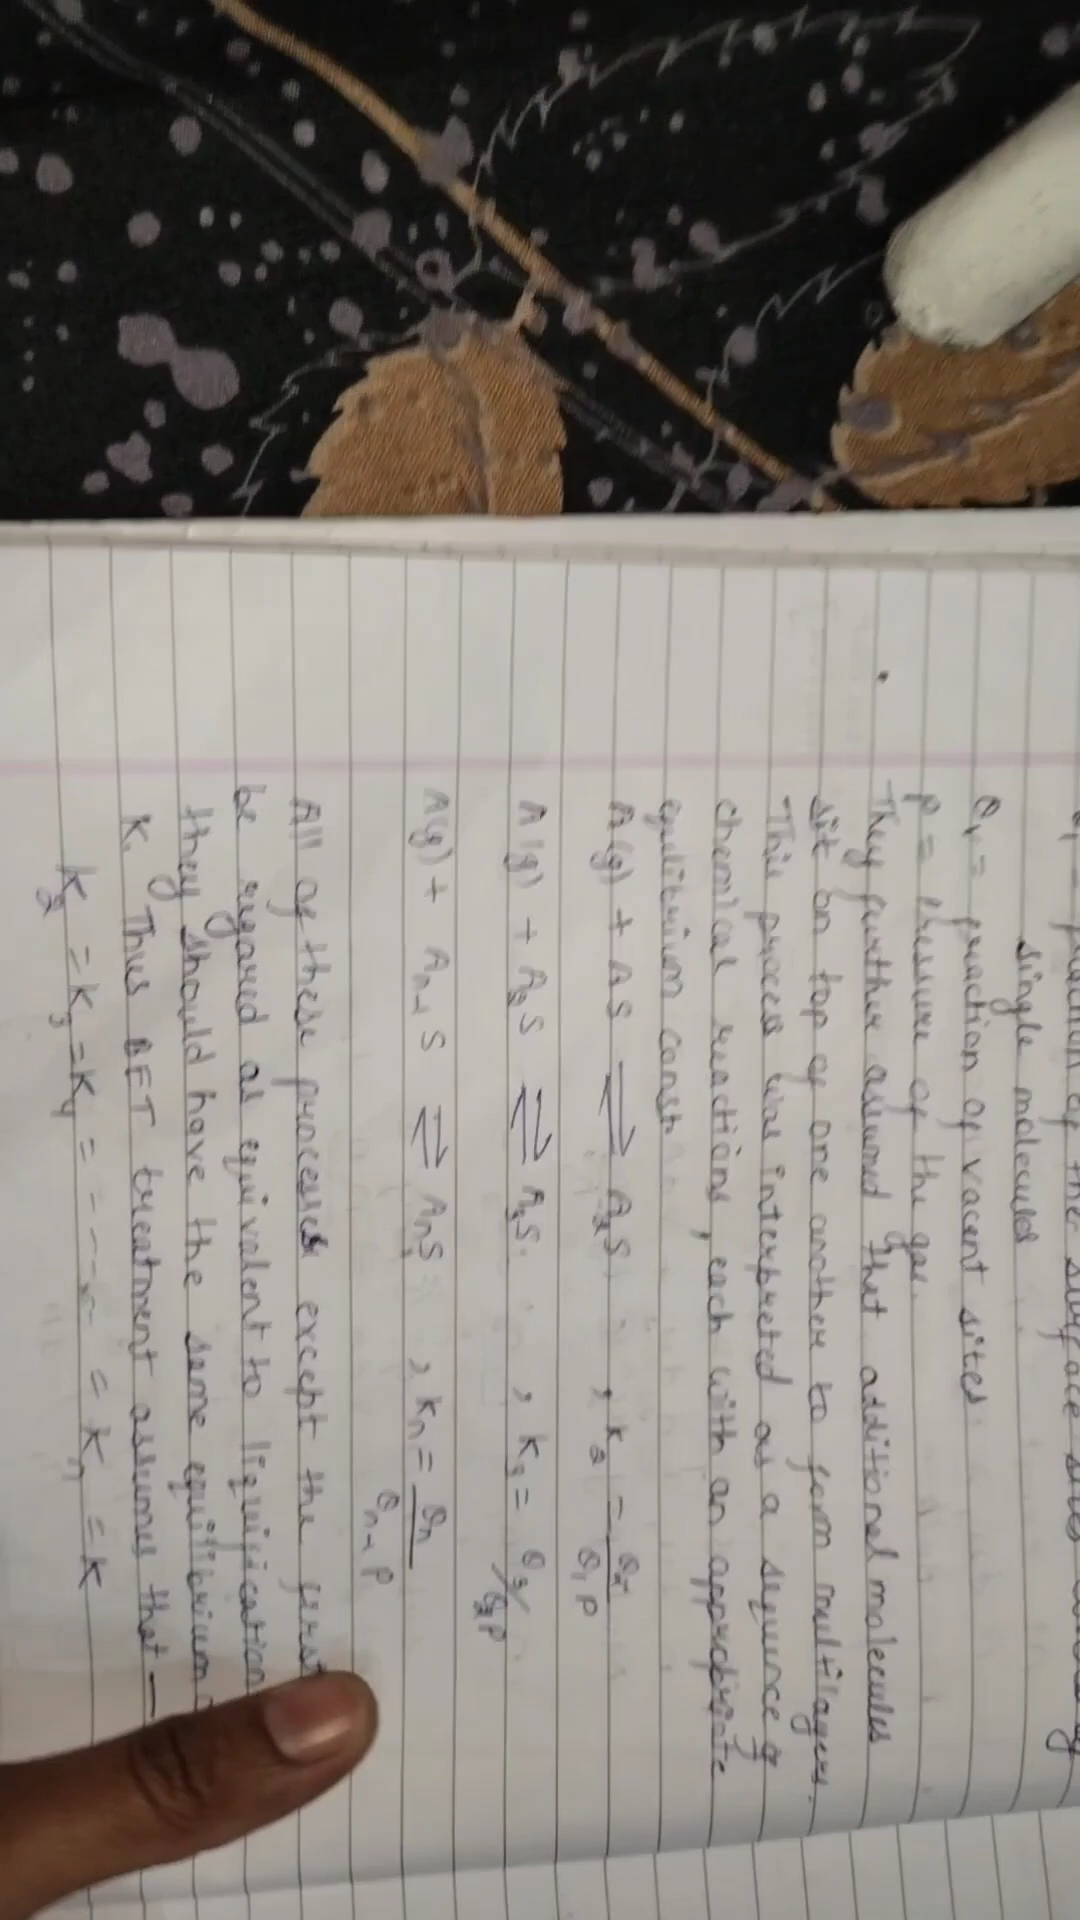 single molecules
θv = fraction of vacent sites.
P = pressure of the gas.
They further assumed that additional molecules
sit on top of one another to form multilayers.
This process was interpreted as a sequence of
chemical reactions, each with an appropriate
equilibrium const.
A(g) + AS ⇌ A₂S , K₂ = θ₂/θ₁P
A(g) + A₂S ⇌ A₃S. , K₃ = θ₃/θ₂P
A(g) + Aₙ₋₁S ⇌ AₙS , Kₙ = θₙ/θₙ₋₁P
All of these processes except the first
be regared as equivalent to liquification
they should have the same equilibrium
K. Thus BET treatment assumes that —
K₂ = K₃ = K₄ = ---- = Kₙ = K